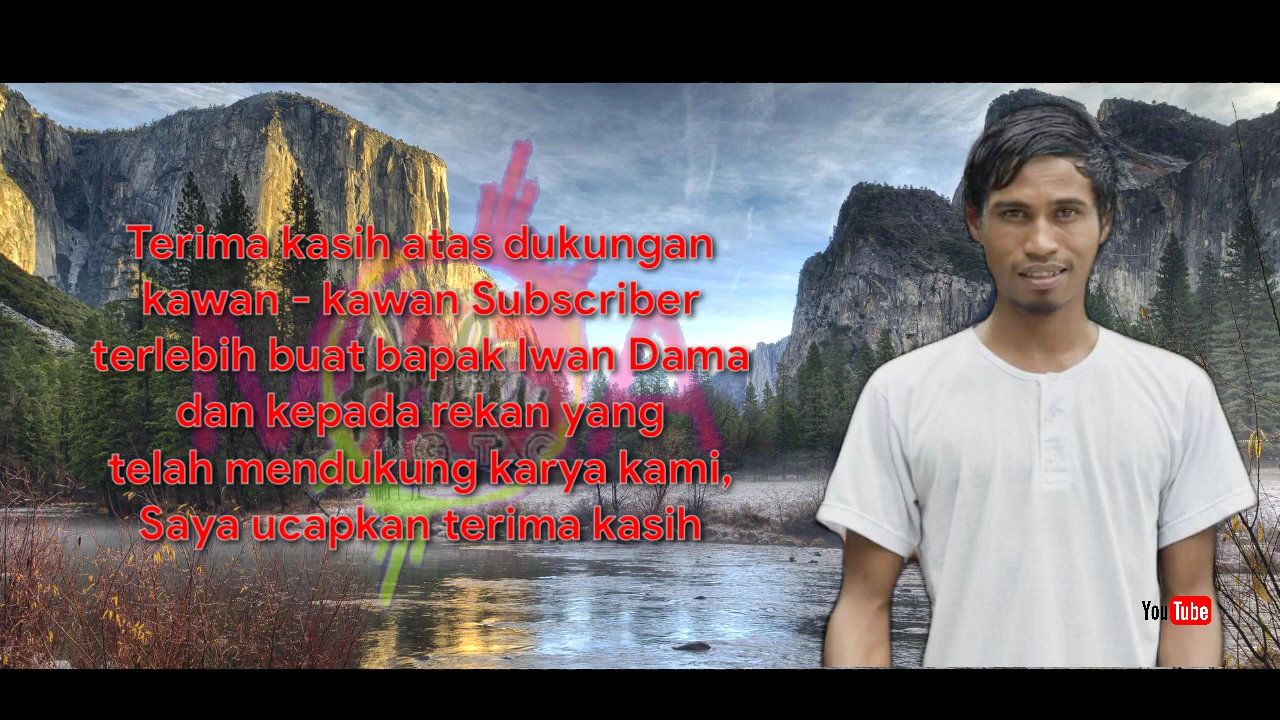 Terima kasih atas dukungan
kawan - kawan Subscriber
terlebih buat bapak Iwan Dama
dan kepada rekan yang
telah mendukung karya kami,
Saya ucapkan terima kasih
STC
YouTube